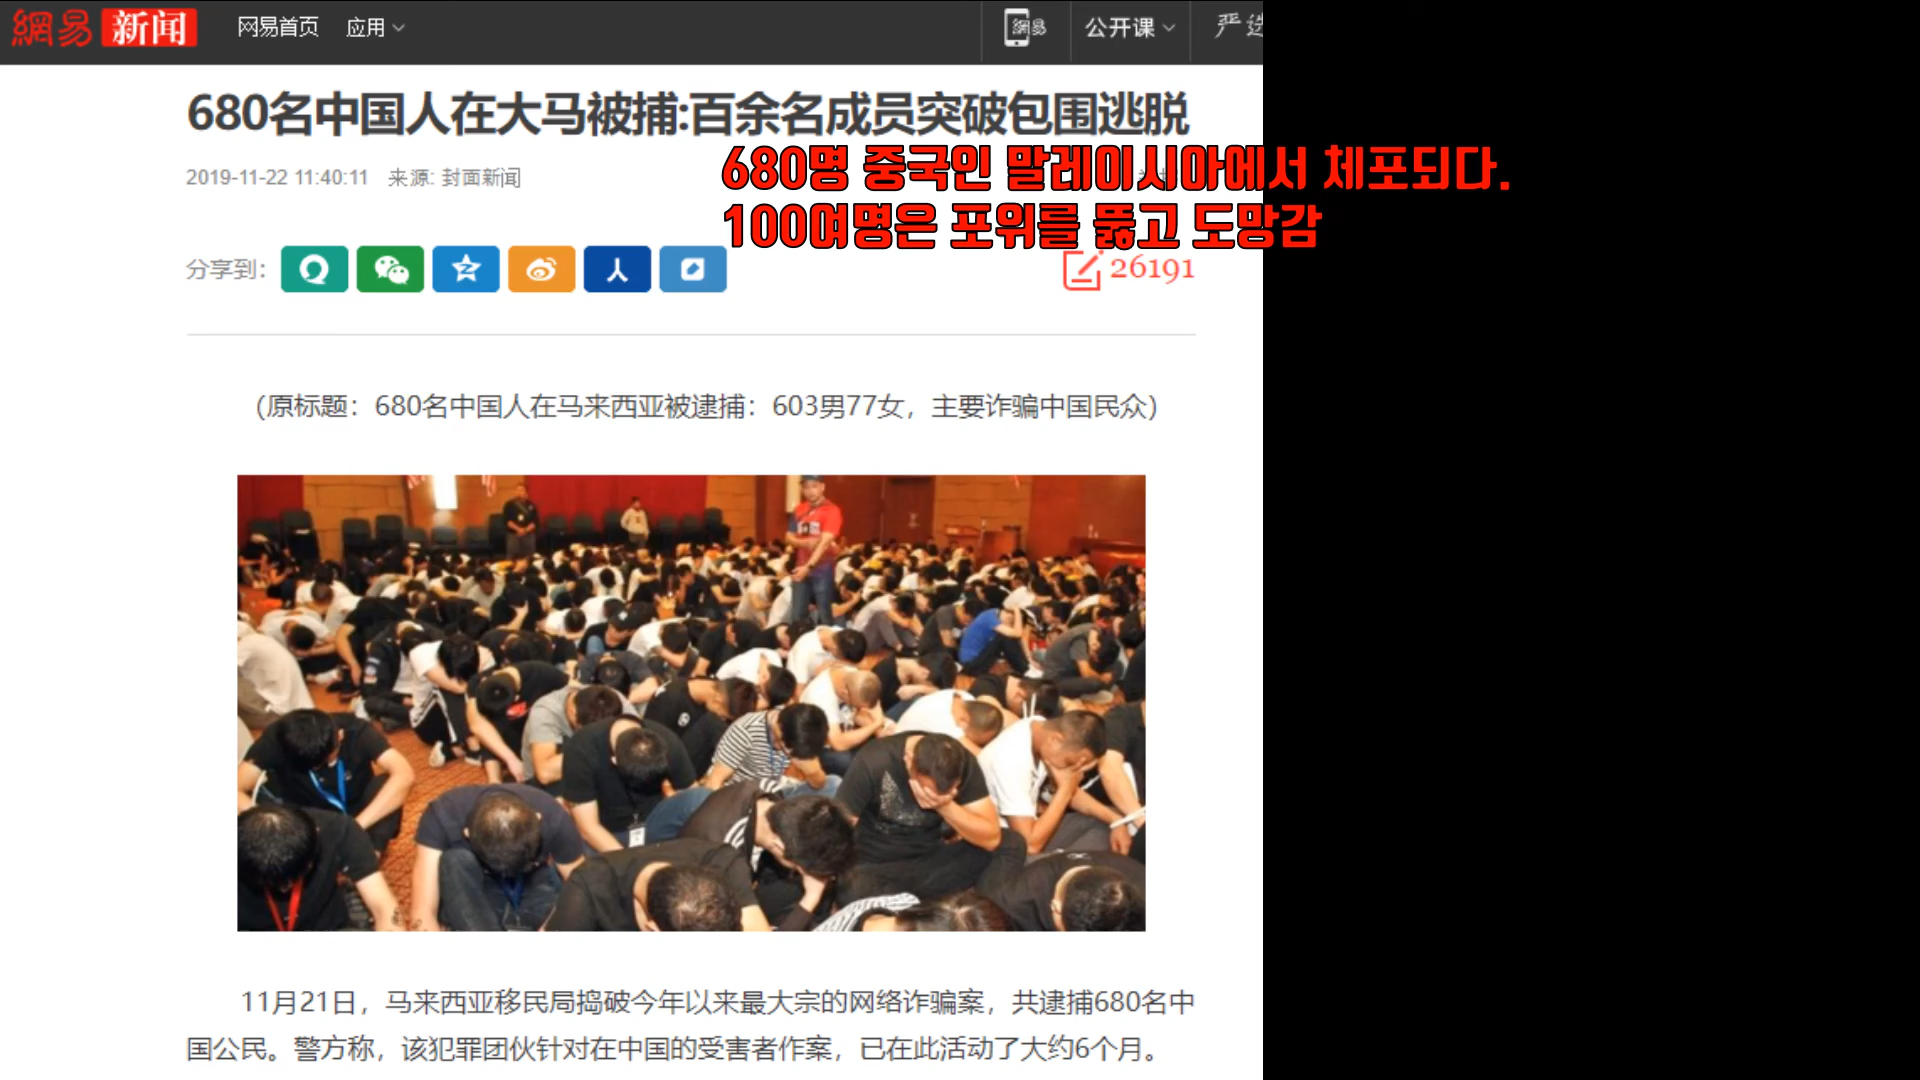 網易 新闻 网易首页 应用 網易 公开课 严选
680名中国人在大马被捕:百余名成员突破包围逃脱
680명 중국인 말레이시아에서 체포되다.
2019-11-22 11:40:11 来源: 封面新闻
100여명은 포위를 뚫고 도망감
分享到: 人 26191
(原标题：680名中国人在马来西亚被逮捕：603男77女，主要诈骗中国民众)
11月21日，马来西亚移民局捣破今年以来最大宗的网络诈骗案，共逮捕680名中
国公民。警方称，该犯罪团伙针对在中国的受害者作案，已在此活动了大约6个月。